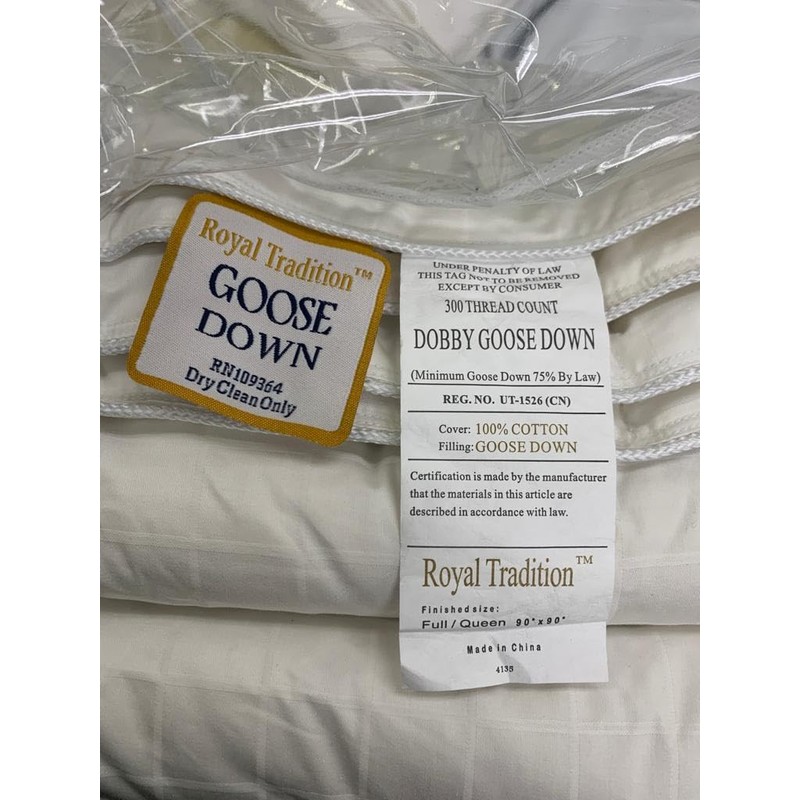 Royal Tradition™
GOOSE
DOWN
RN109364
Dry Clean Only
UNDER PENALTY OF LAW
THIS TAG NOT TO BE REMOVED
EXCEPT BY CONSUMER
300 THREAD COUNT
DOBBY GOOSE DOWN
(Minimum Goose Down 75% By Law)
REG. NO. UT-1526 (CN)
Cover: 100% COTTON
Filling: GOOSE DOWN
Certification is made by the manufacturer
that the materials in this article are
described in accordance with law.
Royal Tradition™
Finished size:
Full / Queen 90"x90"
Made in China
4135